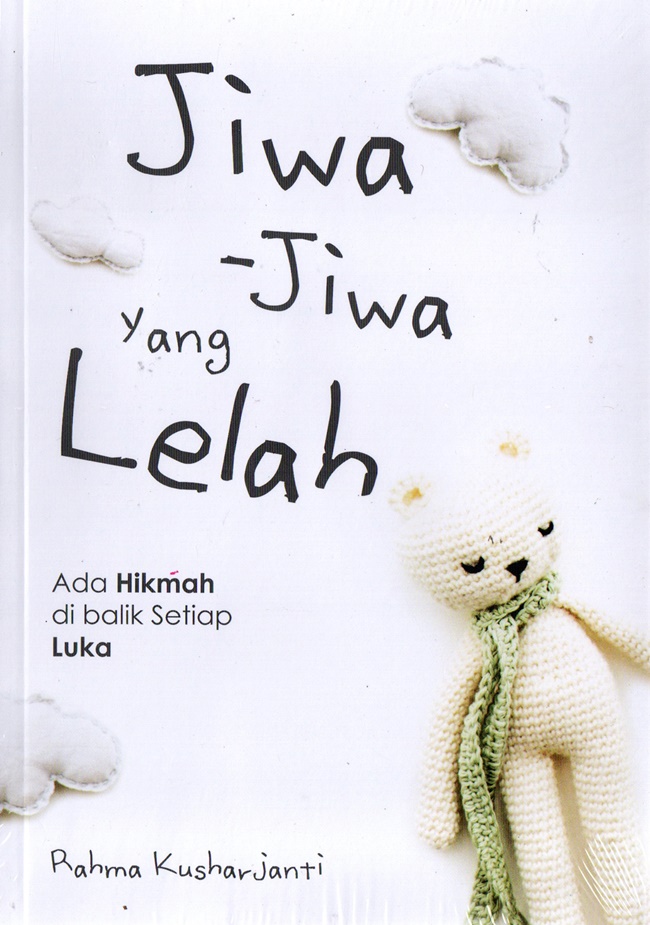 Jiwa
-Jiwa
yang
Lelah
Ada Hikmah
di balik Setiap
Luka
Rahma Kusharjanti